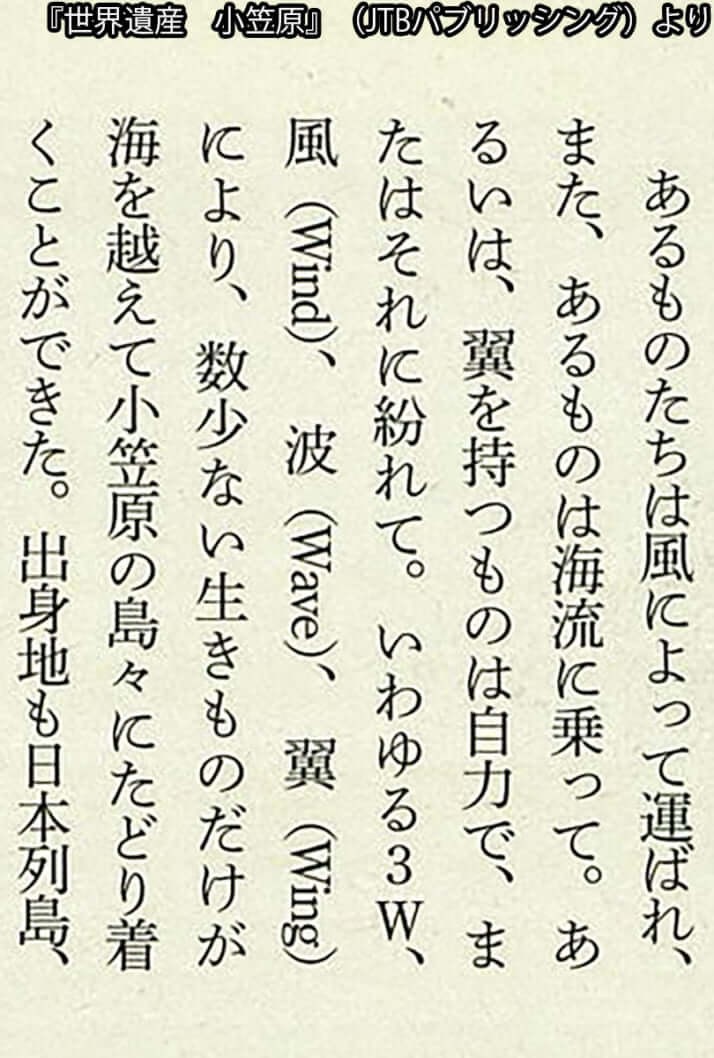 『世界遺産　小笠原』（JTBパブリッシング）より
あるものたちは風によって運ばれ、
また、あるものは海流に乗って。あ
るいは、翼を持つものは自力で、ま
たはそれに紛れて。いわゆる3W、
風（Wind）、波（Wave）、翼（Wing）
により、数少ない生きものだけが
海を越えて小笠原の島々にたどり着
くことができた。出身地も日本列島、